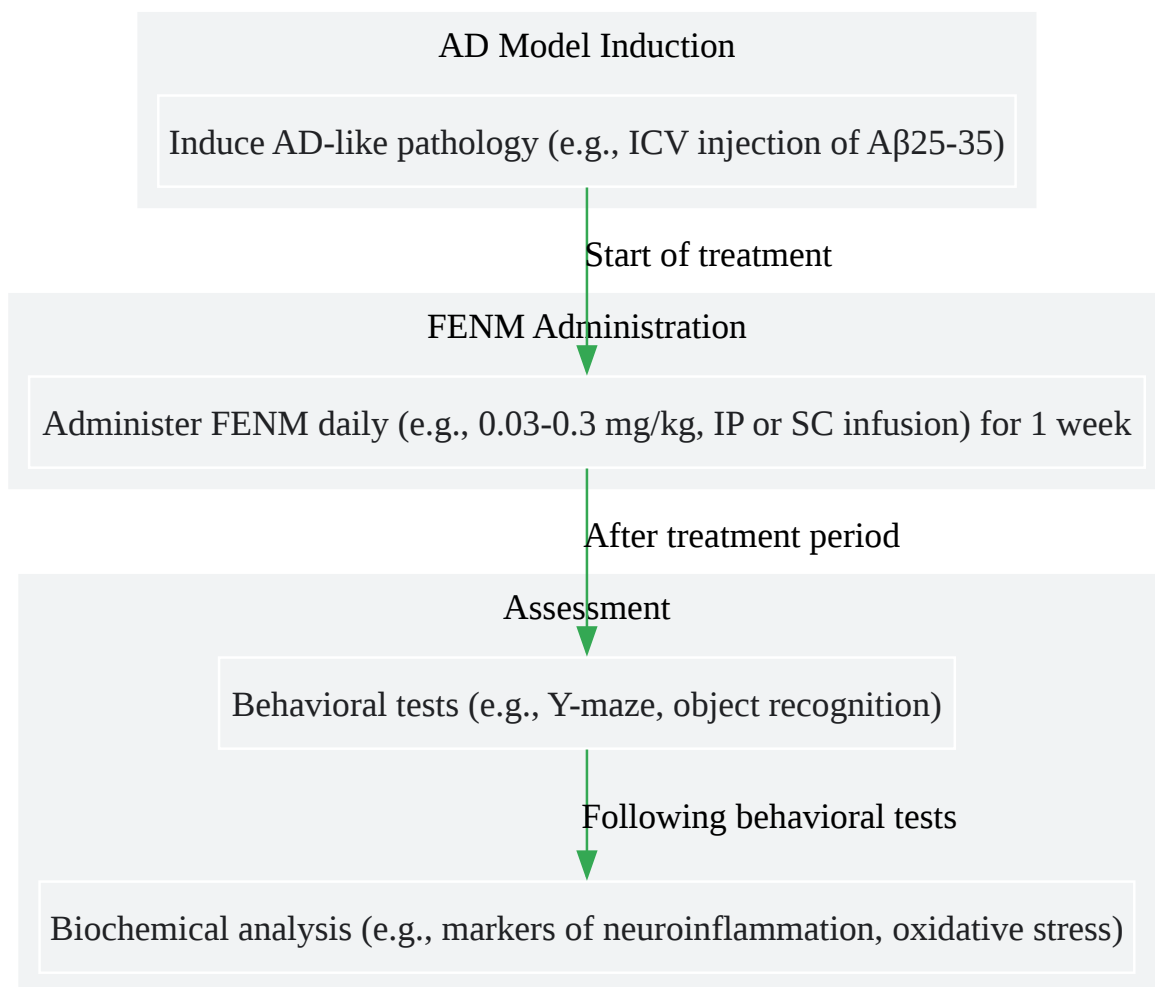 AD Model Induction
Induce AD-like pathology (e.g., ICV injection of Aβ25-35)
Start of treatment
FENM Administration
Administer FENM daily (e.g., 0.03-0.3 mg/kg, IP or SC infusion) for 1 week
After treatment period
Assessment
Behavioral tests (e.g., Y-maze, object recognition)
Following behavioral tests
Biochemical analysis (e.g., markers of neuroinflammation, oxidative stress)